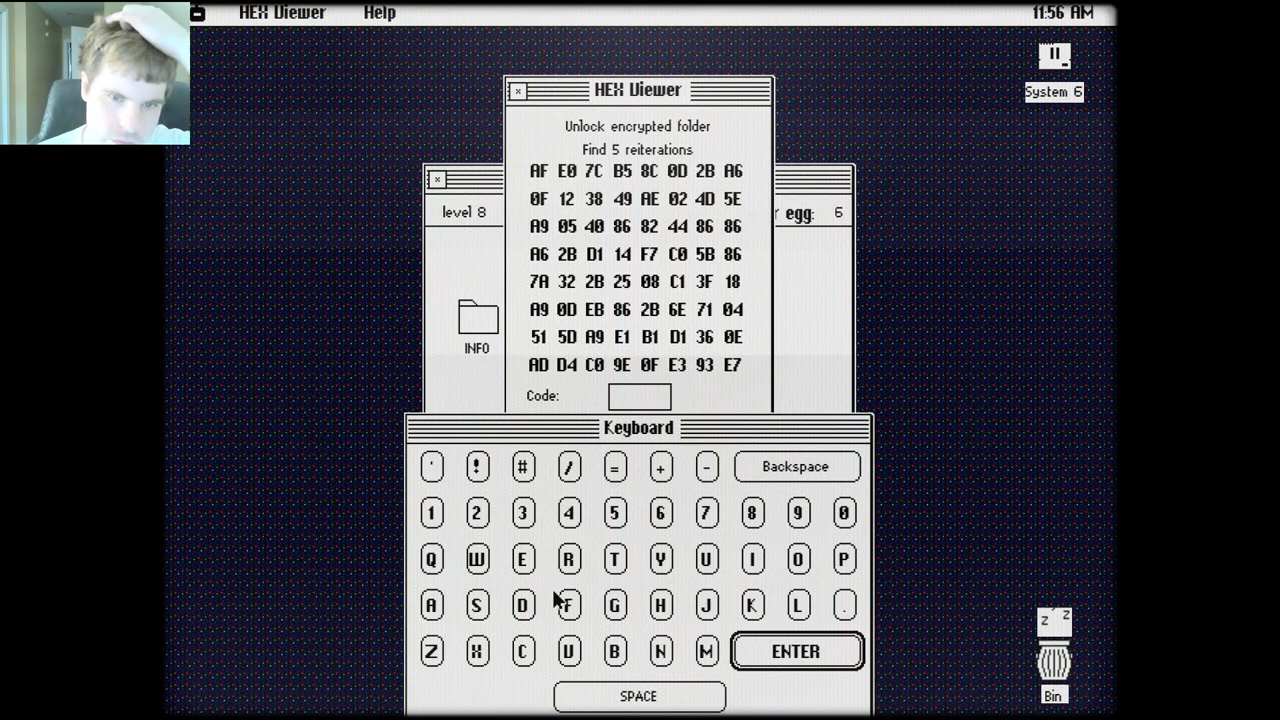 HEX Viewer Help 11:56 AM
System 6
HEX Viewer
Unlock encrypted folder
Find 5 reiterations
AF E0 7C B5 8C 0D 2B A6
0F 12 38 49 AE 02 4D 5E
A9 05 40 86 82 44 86 86
A6 2B D1 14 F7 C0 5B 86
7A 32 2B 25 08 C1 3F 18
A9 0D EB 86 2B 6E 71 04
51 5D A9 E1 B1 D1 36 0E
AD D4 C0 9E 0F E3 93 E7
Code:
level 8
r egg: 6
INFO
Keyboard
' ! # / = + - Backspace
1 2 3 4 5 6 7 8 9 0
Q W E R T Y U I O P
A S D F G H J K L .
Z X C V B N M ENTER
SPACE
z z
Bin